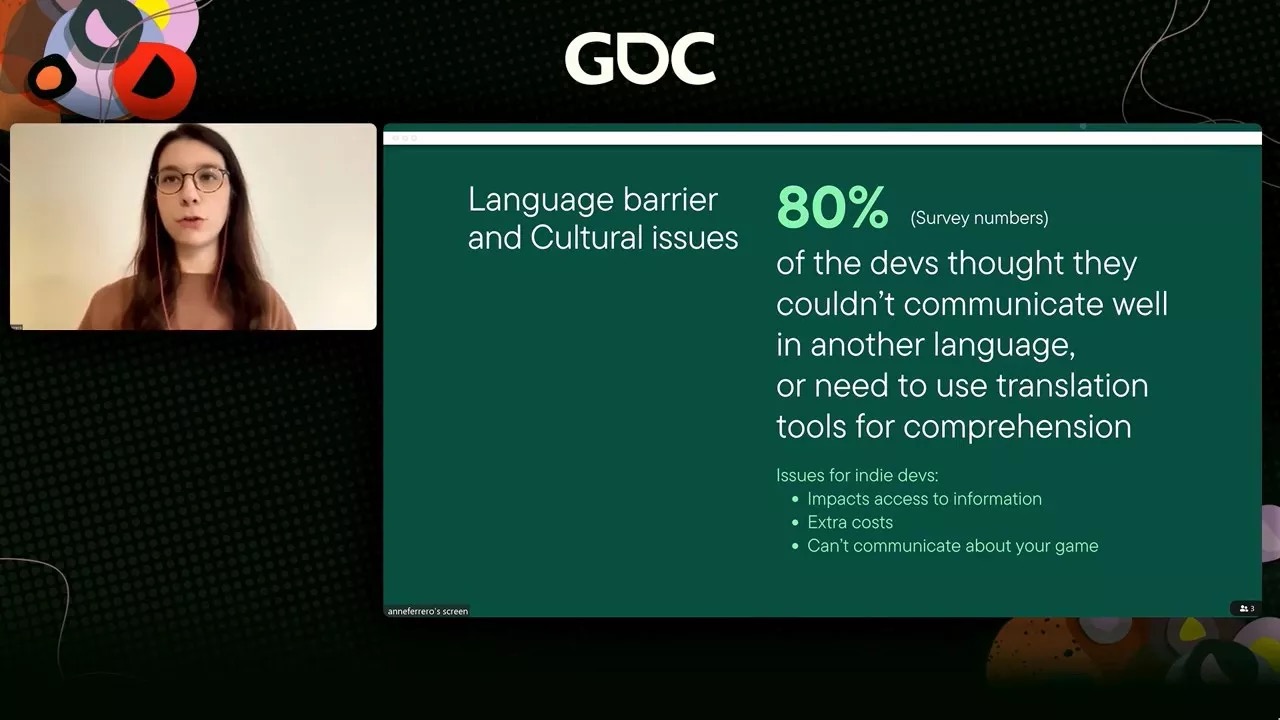 GDC
Language barrier
and Cultural issues
80% (Survey numbers)
of the devs thought they
couldn’t communicate well
in another language,
or need to use translation
tools for comprehension
Issues for indie devs:
• Impacts access to information
• Extra costs
• Can’t communicate about your game
anneferrero's screen
3